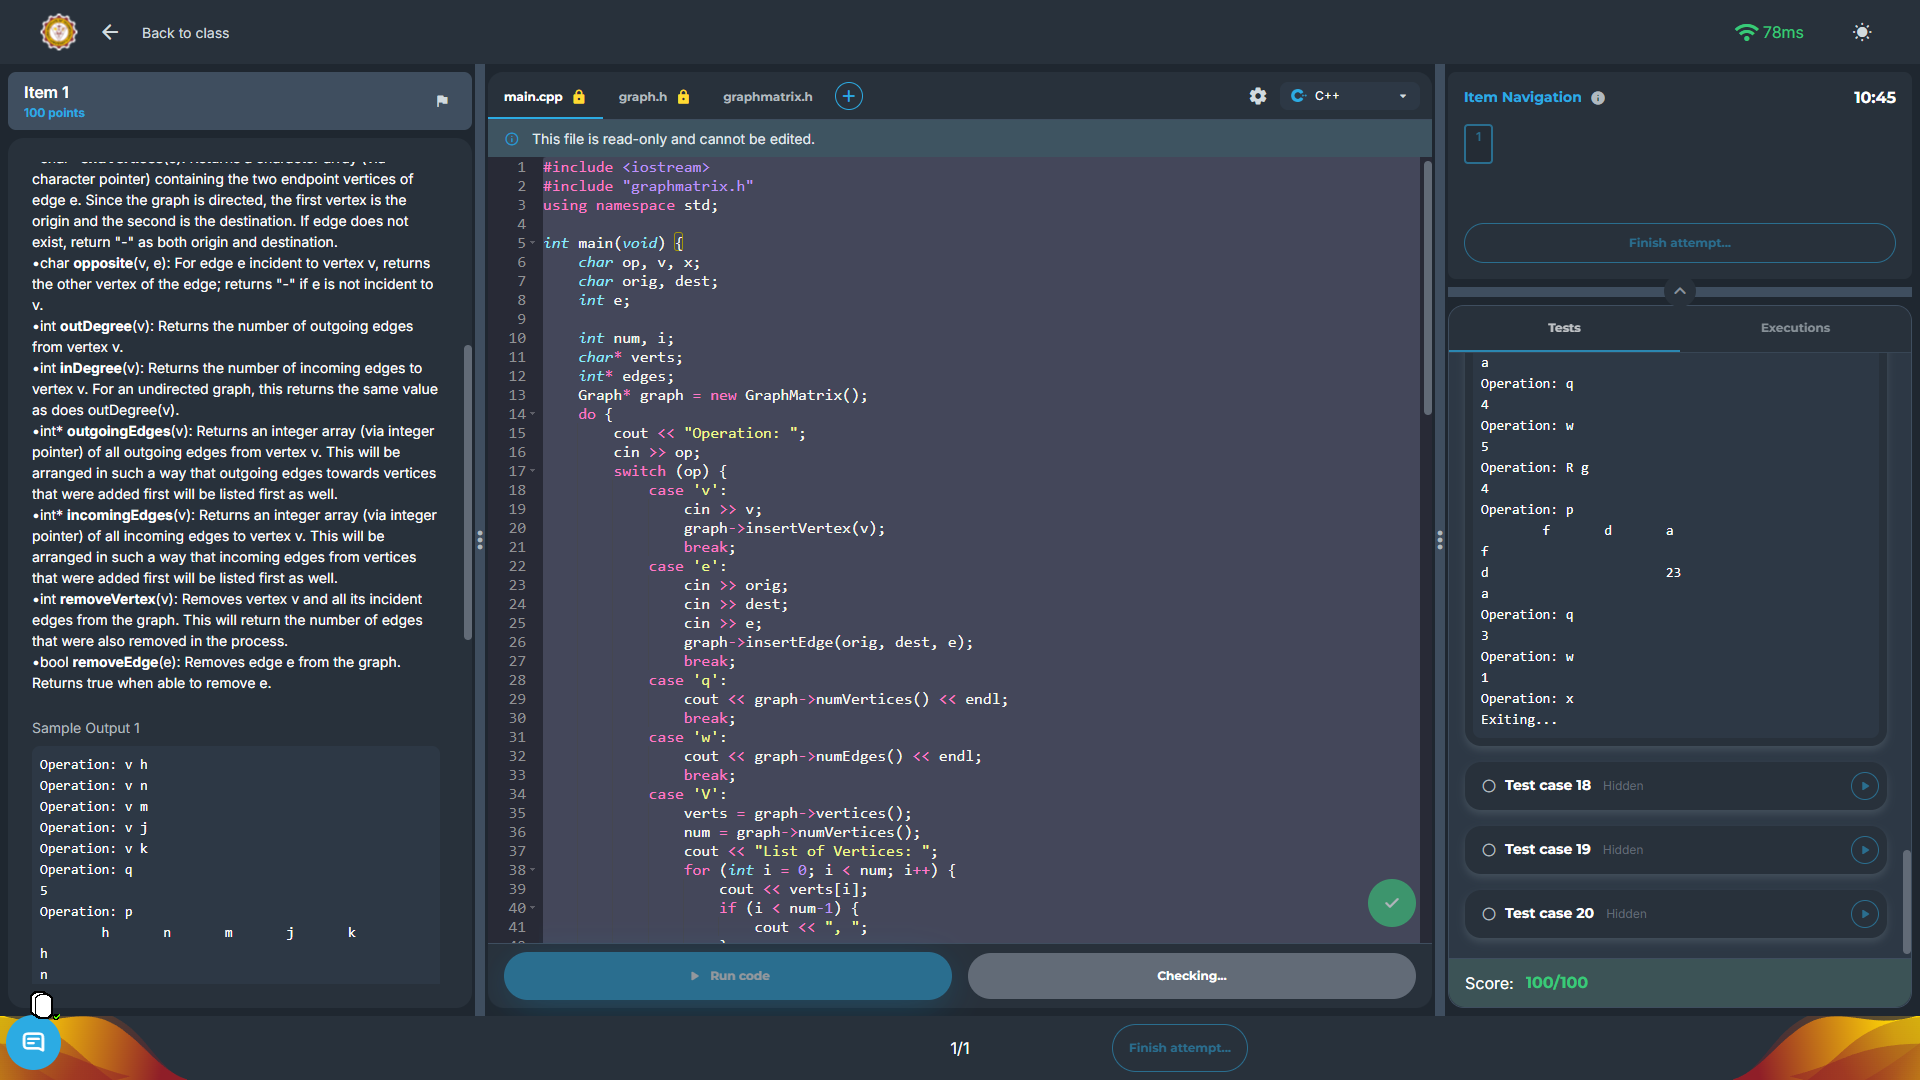 Back to class
78ms
Item 1
100 points
character pointer) containing the two endpoint vertices of
edge e. Since the graph is directed, the first vertex is the
origin and the second is the destination. If edge does not
exist, return "-" as both origin and destination.
•char opposite(v, e): For edge e incident to vertex v, returns
the other vertex of the edge; returns "-" if e is not incident to
v.
•int outDegree(v): Returns the number of outgoing edges
from vertex v.
•int inDegree(v): Returns the number of incoming edges to
vertex v. For an undirected graph, this returns the same value
as does outDegree(v).
•int* outgoingEdges(v): Returns an integer array (via integer
pointer) of all outgoing edges from vertex v. This will be
arranged in such a way that outgoing edges towards vertices
that were added first will be listed first as well.
•int* incomingEdges(v): Returns an integer array (via integer
pointer) of all incoming edges to vertex v. This will be
arranged in such a way that incoming edges from vertices
that were added first will be listed first as well.
•int removeVertex(v): Removes vertex v and all its incident
edges from the graph. This will return the number of edges
that were also removed in the process.
•bool removeEdge(e): Removes edge e from the graph.
Returns true when able to remove e.
Sample Output 1
Operation: v h
Operation: v n
Operation: v m
Operation: v j
Operation: v k
Operation: q
5
Operation: p
h n m j k
h
n
main.cpp graph.h graphmatrix.h C++
This file is read-only and cannot be edited.
1 #include <iostream>
2 #include "graphmatrix.h"
3 using namespace std;
4
5 int main(void) {
6 char op, v, x;
7 char orig, dest;
8 int e;
9
10 int num, i;
11 char* verts;
12 int* edges;
13 Graph* graph = new GraphMatrix();
14 do {
15 cout << "Operation: ";
16 cin >> op;
17 switch (op) {
18 case 'v':
19 cin >> v;
20 graph->insertVertex(v);
21 break;
22 case 'e':
23 cin >> orig;
24 cin >> dest;
25 cin >> e;
26 graph->insertEdge(orig, dest, e);
27 break;
28 case 'q':
29 cout << graph->numVertices() << endl;
30 break;
31 case 'w':
32 cout << graph->numEdges() << endl;
33 break;
34 case 'V':
35 verts = graph->vertices();
36 num = graph->numVertices();
37 cout << "List of Vertices: ";
38 for (int i = 0; i < num; i++) {
39 cout << verts[i];
40 if (i < num-1) {
41 cout << ", ";
Run code
Checking...
Item Navigation 10:45
1
Finish attempt...
Tests Executions
a
Operation: q
4
Operation: w
5
Operation: R g
4
Operation: p
f d a
f
d 23
a
Operation: q
3
Operation: w
1
Operation: x
Exiting...
Test case 18 Hidden
Test case 19 Hidden
Test case 20 Hidden
Score: 100/100
1/1
Finish attempt...